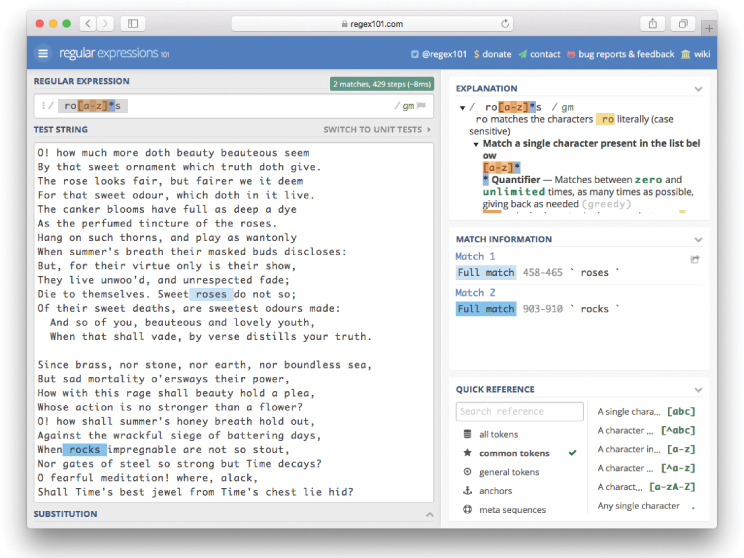 regex101.com
regular expressions 101
@regex101 $ donate contact bug reports & feedback wiki
REGULAR EXPRESSION
2 matches, 429 steps (~8ms)
/ ro[a-z]*s / gm
TEST STRING SWITCH TO UNIT TESTS
O! how much more doth beauty beauteous seem
By that sweet ornament which truth doth give.
The rose looks fair, but fairer we it deem
For that sweet odour, which doth in it live.
The canker blooms have full as deep a dye
As the perfumed tincture of the roses.
Hang on such thorns, and play as wantonly
When summer's breath their masked buds discloses:
But, for their virtue only is their show,
They live unwoo'd, and unrespected fade;
Die to themselves. Sweet roses do not so;
Of their sweet deaths, are sweetest odours made:
And so of you, beauteous and lovely youth,
When that shall vade, by verse distills your truth.
Since brass, nor stone, nor earth, nor boundless sea,
But sad mortality o'ersways their power,
How with this rage shall beauty hold a plea,
Whose action is no stronger than a flower?
O! how shall summer's honey breath hold out,
Against the wrackful siege of battering days,
When rocks impregnable are not so stout,
Nor gates of steel so strong but Time decays?
O fearful meditation! where, alack,
Shall Time's best jewel from Time's chest lie hid?
SUBSTITUTION
EXPLANATION
/ ro[a-z]*s / gm
ro matches the characters ro literally (case
sensitive)
Match a single character present in the list bel
ow
[a-z]*
* Quantifier — Matches between zero and
unlimited times, as many times as possible,
giving back as needed (greedy)
MATCH INFORMATION
Match 1
Full match 458-465 ` roses `
Match 2
Full match 903-910 ` rocks `
QUICK REFERENCE
Search reference
all tokens
common tokens
general tokens
anchors
meta sequences
A single chara... [abc]
A character ... [^abc]
A character in... [a-z]
A character ... [^a-z]
A charact... [a-zA-Z]
Any single character .